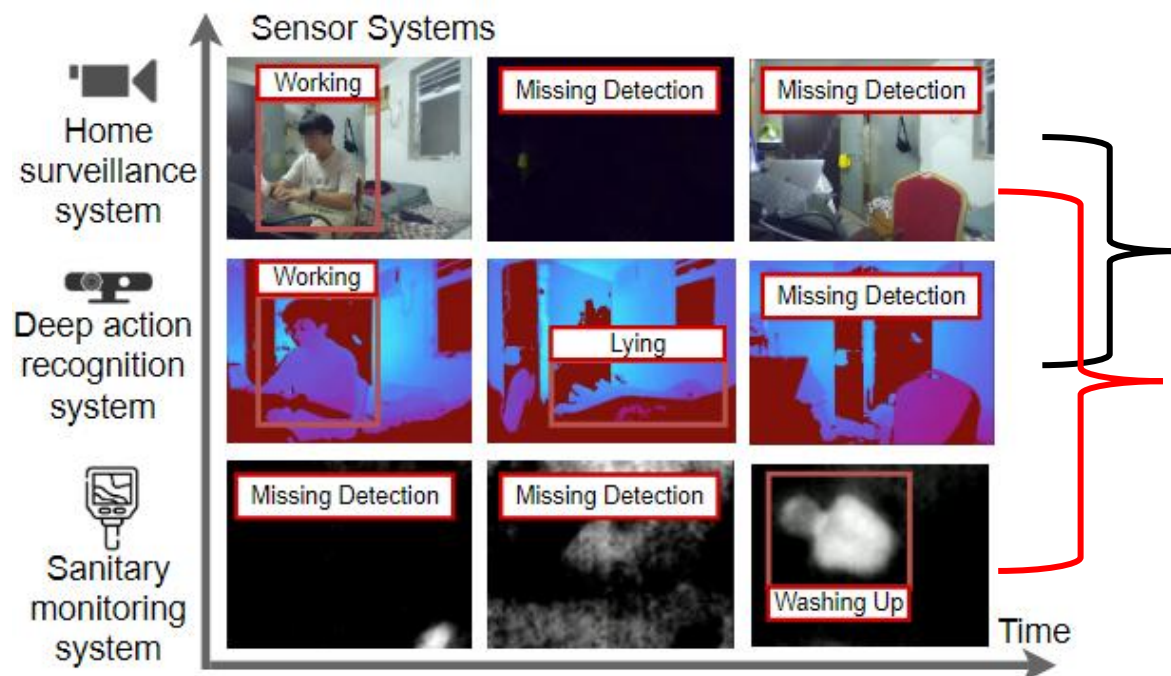 Sensor Systems
Home
surveillance
system
Working
Missing Detection
Missing Detection
Deep action
recognition
system
Working
Lying
Missing Detection
Sanitary
monitoring
system
Missing Detection
Missing Detection
Washing Up
Time